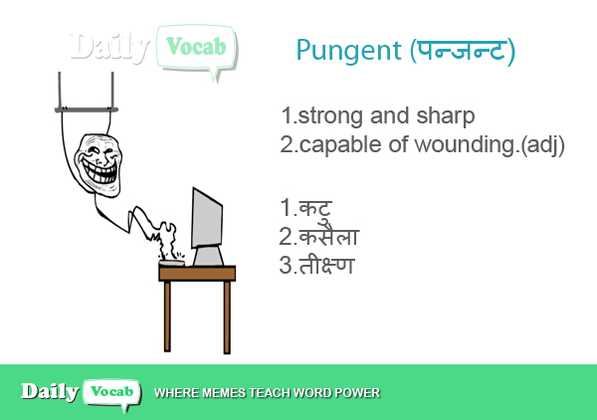 Daily Vocab
Pungent (पन्जन्ट)
1.strong and sharp
2.capable of wounding.(adj)
1.कटु
2.कसैला
3.तीक्ष्ण
Daily Vocab WHERE MEMES TEACH WORD POWER